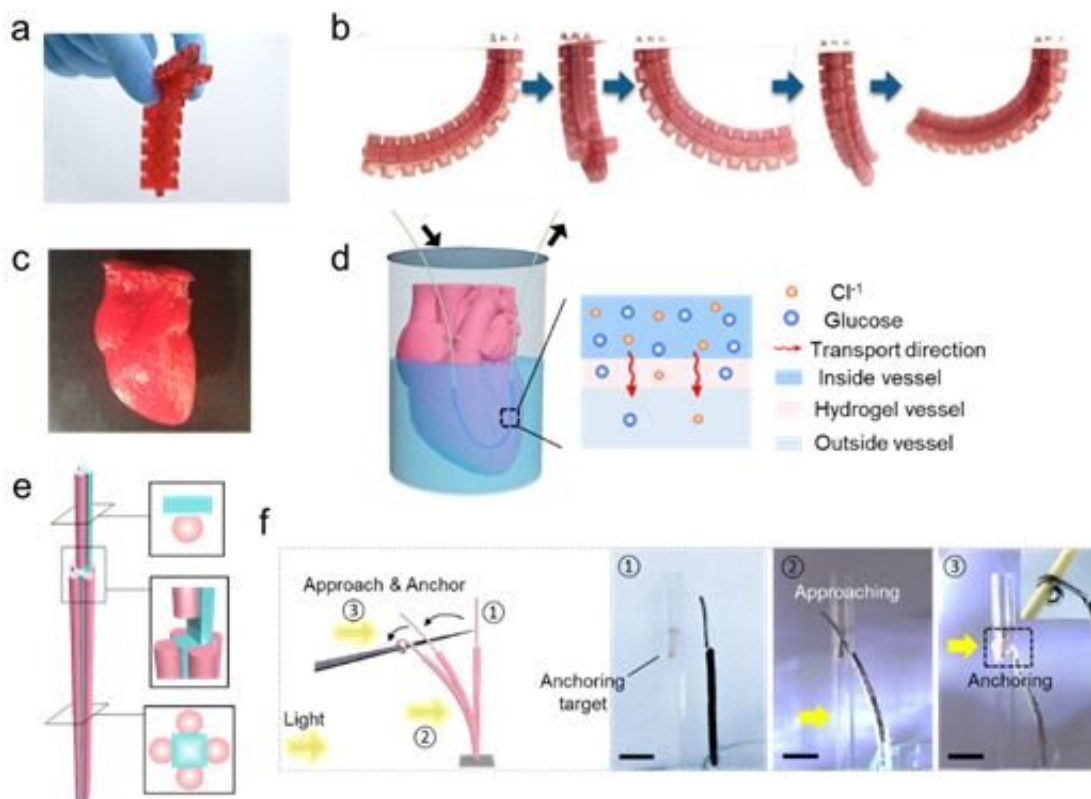 a
b
c
d
Cl⁻¹
Glucose
Transport direction
Inside vessel
Hydrogel vessel
Outside vessel
e
f
Approach & Anchor
③
①
②
Light
①
Anchoring
target
②
Approaching
③
Anchoring